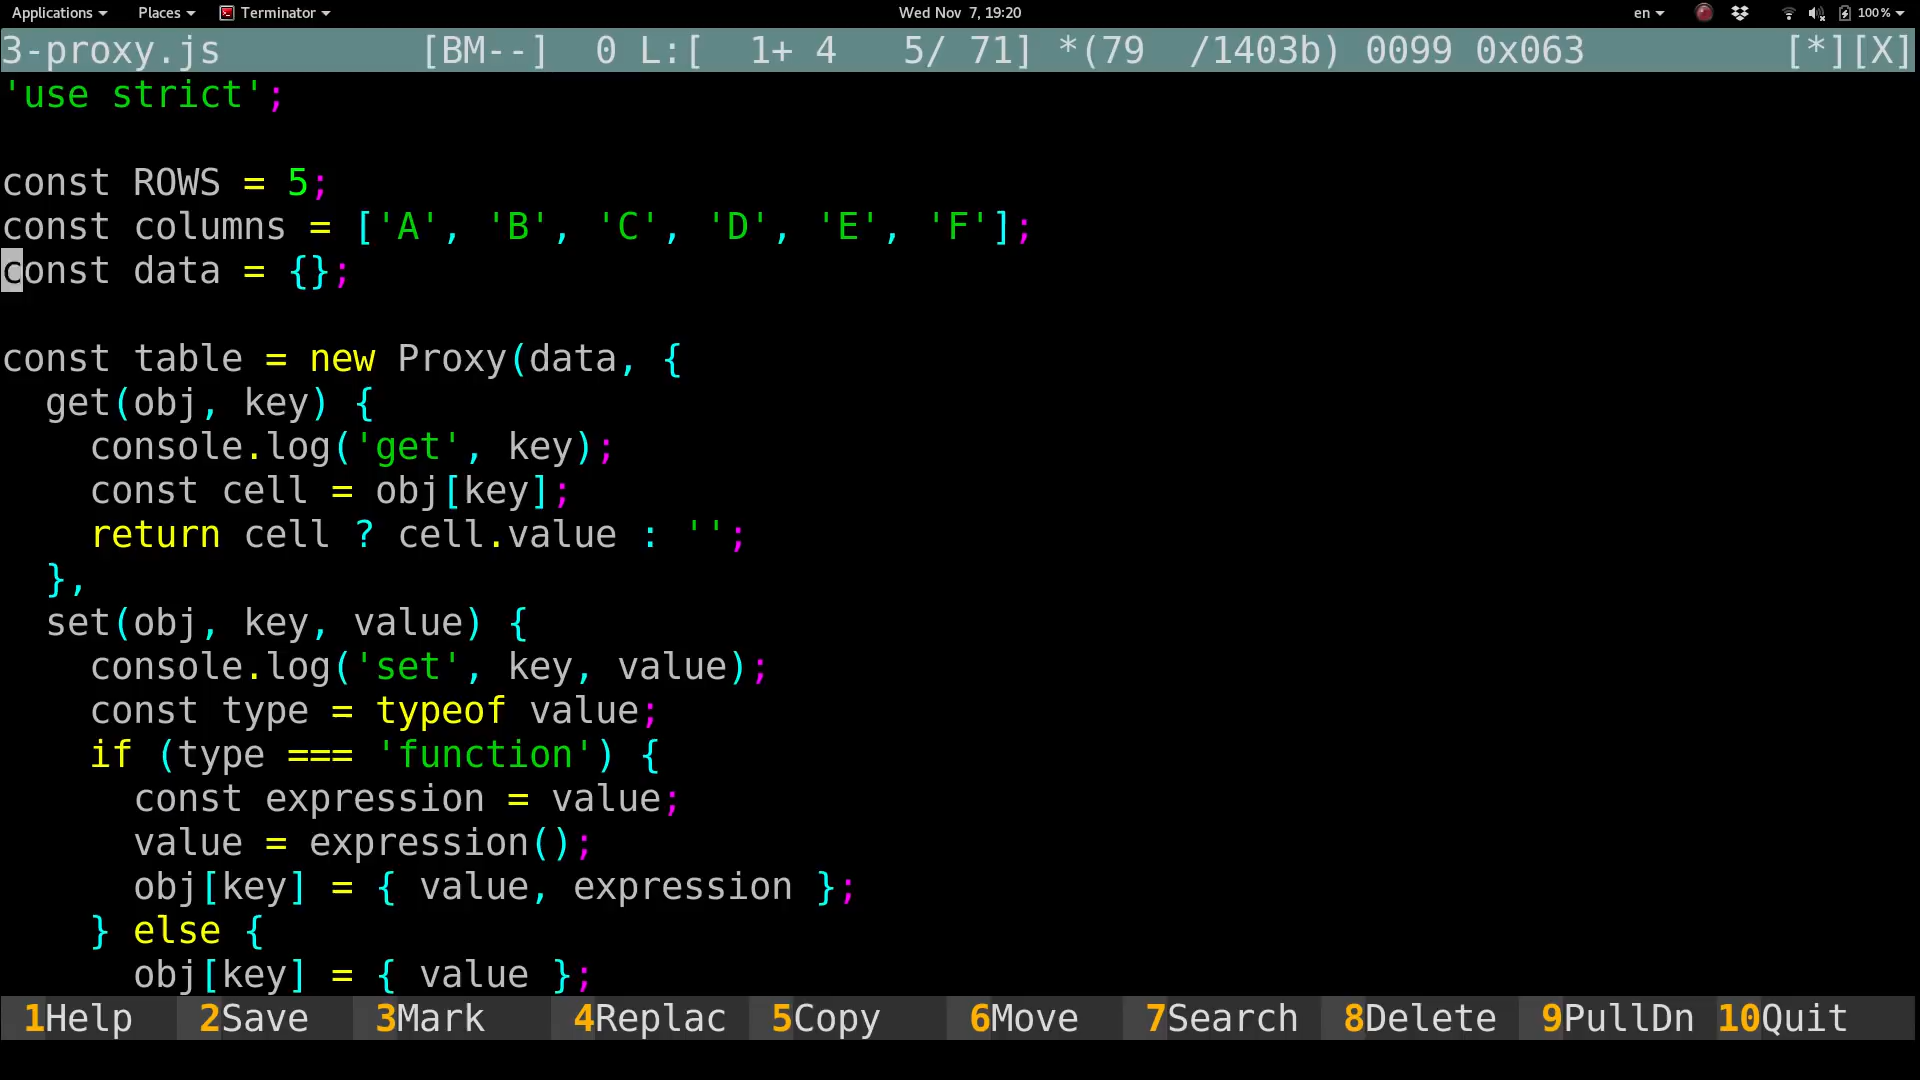 Applications Places Terminator Wed Nov 7, 19:20 en 100%
3-proxy.js [BM--] 0 L:[ 1+ 4 5/ 71] *(79 /1403b) 0099 0x063 [*][X]
'use strict';
const ROWS = 5;
const columns = ['A', 'B', 'C', 'D', 'E', 'F'];
const data = {};
const table = new Proxy(data, {
get(obj, key) {
console.log('get', key);
const cell = obj[key];
return cell ? cell.value : '';
},
set(obj, key, value) {
console.log('set', key, value);
const type = typeof value;
if (type === 'function') {
const expression = value;
value = expression();
obj[key] = { value, expression };
} else {
obj[key] = { value };
1Help 2Save 3Mark 4Replac 5Copy 6Move 7Search 8Delete 9PullDn 10Quit